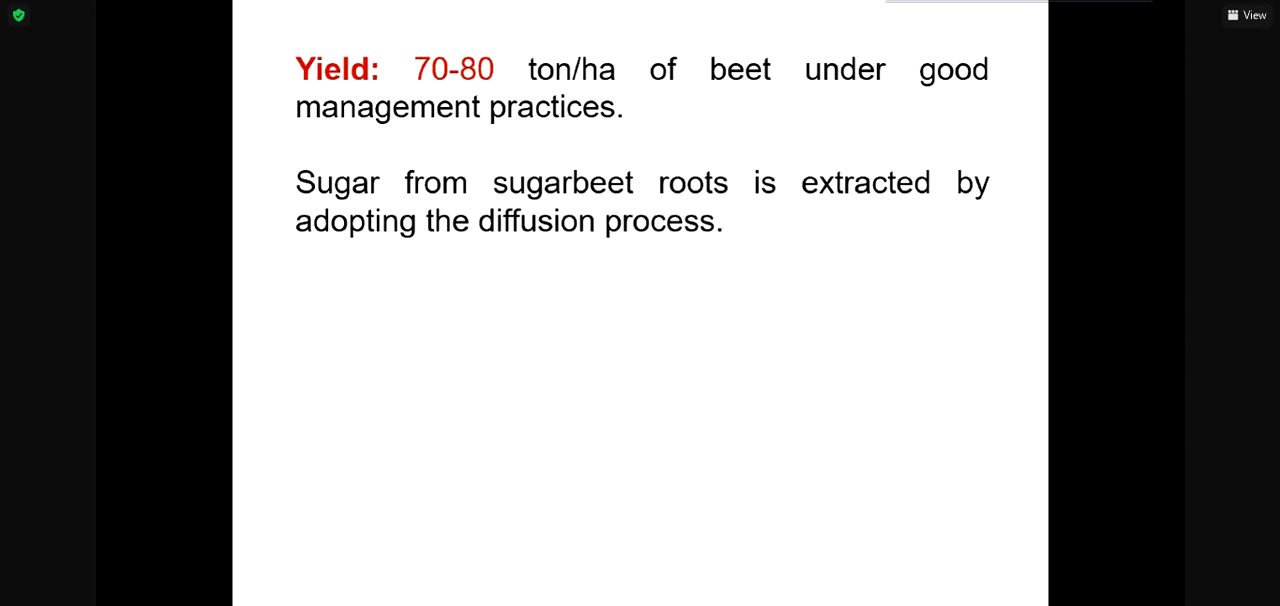 View
Yield: 70-80 ton/ha of beet under good
management practices.
Sugar from sugarbeet roots is extracted by
adopting the diffusion process.